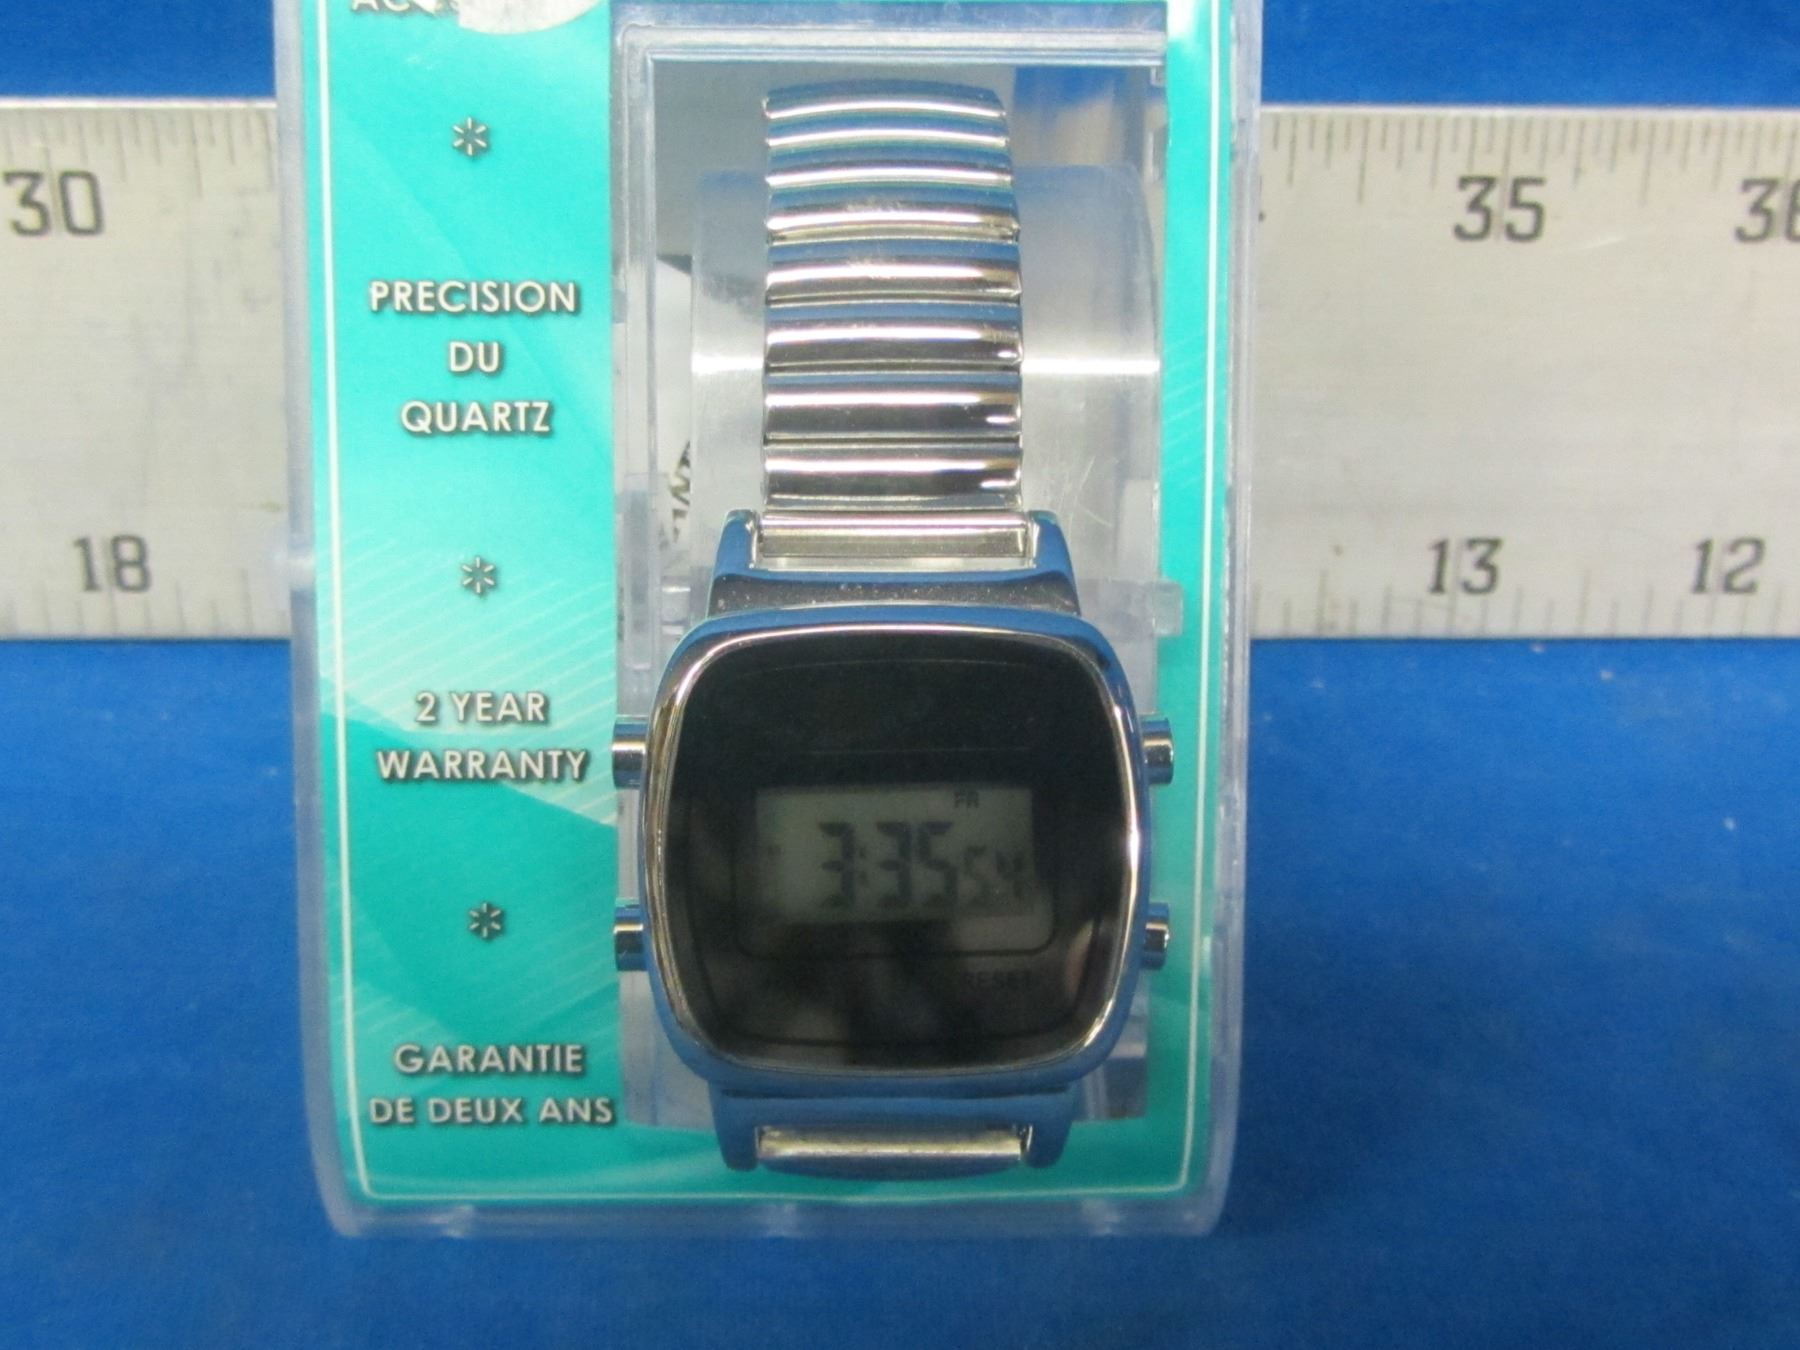 PRECISION
DU
QUARTZ
2 YEAR
WARRANTY
GARANTIE
DE DEUX ANS
30
18
35
36
13
12
FR
3:35 54
RESET